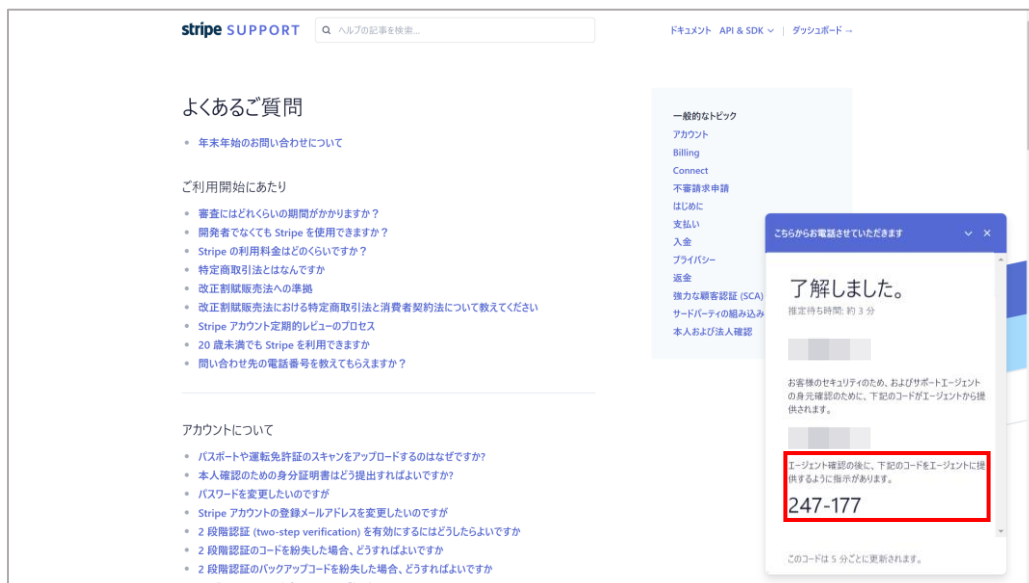 stripe SUPPORT
ヘルプの記事を検索...
ドキュメント API & SDK | ダッシュボード →
よくあるご質問
年末年始のお問い合わせについて
ご利用開始にあたり
審査にはどれくらいの期間がかかりますか？
開発者でなくても Stripe を使用できますか？
Stripe の利用料金はどのくらいですか？
特定商取引法とはなんですか
改正割賦販売法への準拠
改正割賦販売法における特定商取引法と消費者契約法について教えてください
Stripe アカウント定期的レビューのプロセス
20 歳未満でも Stripe を利用できますか
問い合わせ先の電話番号を教えてもらえますか？
アカウントについて
パスポートや運転免許証のスキャンをアップロードするのはなぜですか?
本人確認のための身分証明書はどう提出すればよいですか?
パスワードを変更したいのですが
Stripe アカウントの登録メールアドレスを変更したいのですが
2 段階認証 (two-step verification) を有効にするにはどうしたらよいですか
2 段階認証のコードを紛失した場合、どうすればよいですか
2 段階認証のバックアップコードを紛失した場合、どうすればよいですか
一般的なトピック
アカウント
Billing
Connect
不審請求申請
はじめに
支払い
入金
プライバシー
返金
強力な顧客認証 (SCA)
サードパーティの組み込み
本人および法人確認
こちらからお電話させていただきます
了解しました。
推定待ち時間: 約 3 分
お客様のセキュリティのため、およびサポートエージェント
の身元確認のために、下記のコードがエージェントから提
供されます。
エージェント確認の後に、下記のコードをエージェントに提
供するように指示があります。
247-177
このコードは 5 分ごとに更新されます。